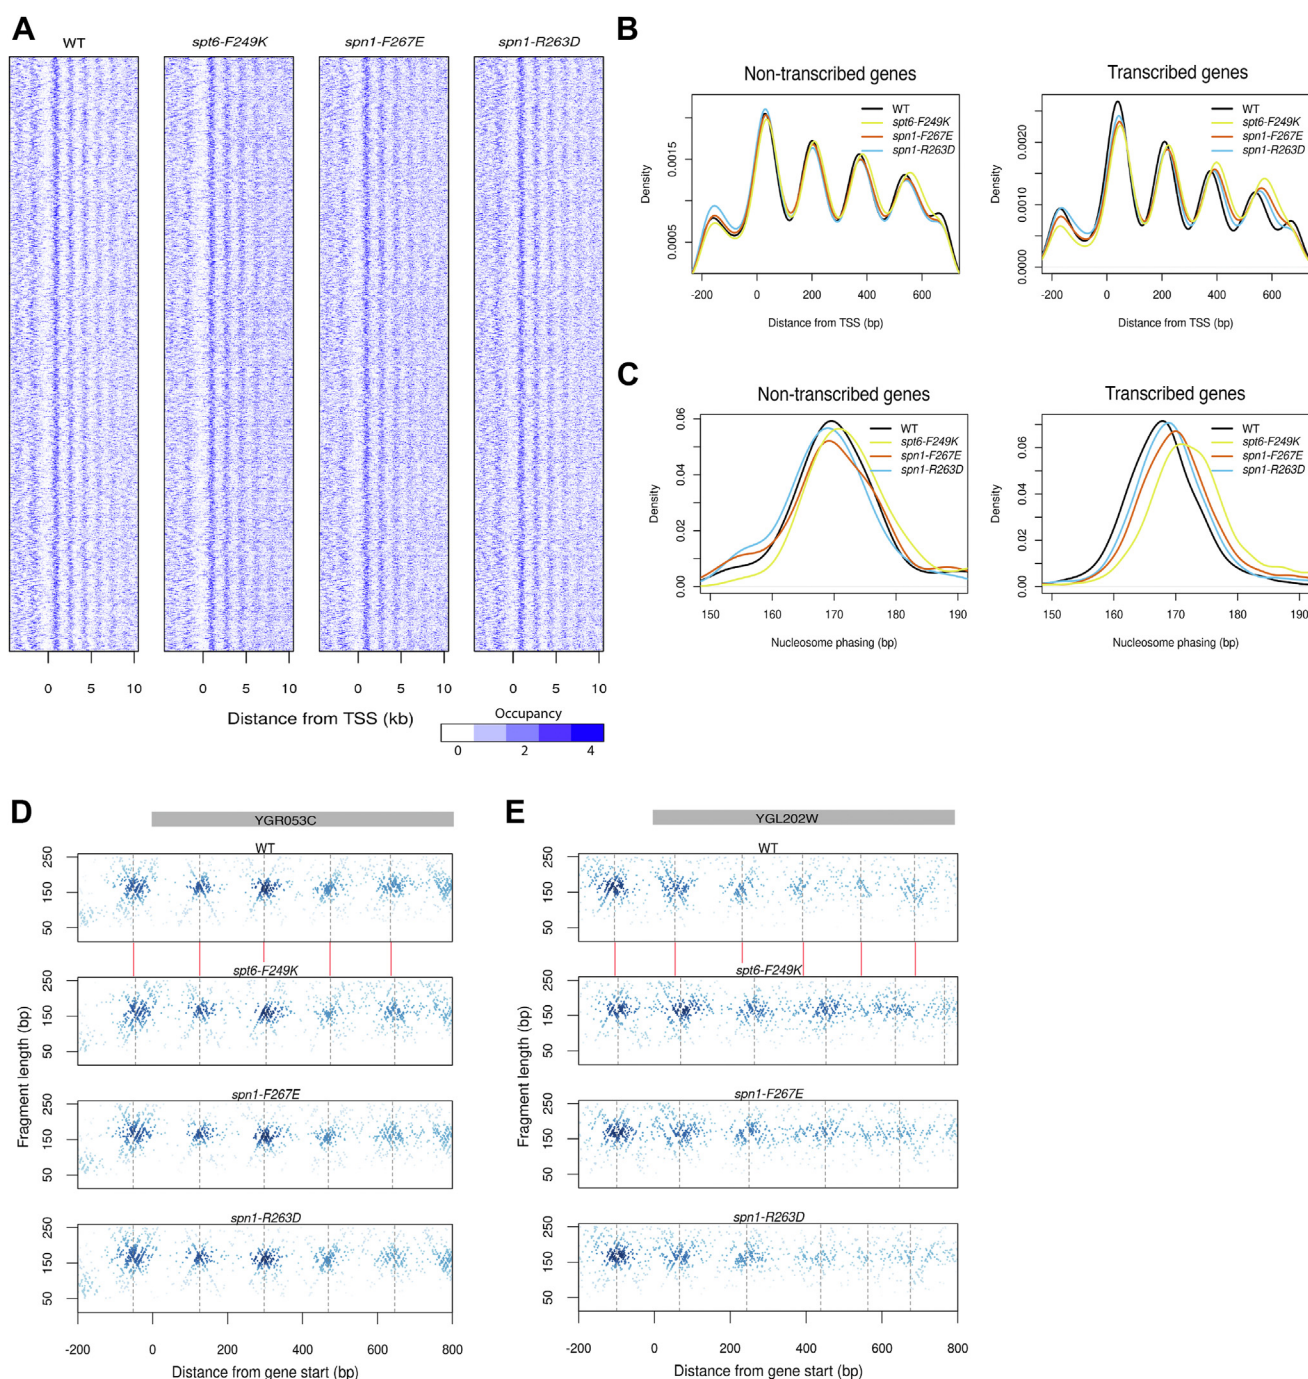 A
WT
spt6-F249K
spn1-F267E
spn1-R263D
0 5 10 0 5 10 0 5 10 0 5 10
Distance from TSS (kb)
Occupancy
0 2 4
B
Non-transcribed genes
WT
spt6-F249K
spn1-F267E
spn1-R263D
Density
0.0005 0.0015
-200 0 200 400 600
Distance from TSS (bp)
Transcribed genes
WT
spt6-F249K
spn1-F267E
spn1-R263D
Density
0.0000 0.0010 0.0020
-200 0 200 400 600
Distance from TSS (bp)
C
Non-transcribed genes
WT
spt6-F249K
spn1-F267E
spn1-R263D
Density
0.00 0.02 0.04 0.06
150 160 170 180 190
Nucleosome phasing (bp)
Transcribed genes
WT
spt6-F249K
spn1-F267E
spn1-R263D
Density
0.00 0.02 0.04 0.06
150 160 170 180 190
Nucleosome phasing (bp)
D
YGR053C
WT
50 150 250
spt6-F249K
50 150 250
spn1-F267E
50 150 250
spn1-R263D
50 150 250
Fragment length (bp)
-200 0 200 400 600 800
Distance from gene start (bp)
E
YGL202W
WT
50 150 250
spt6-F249K
50 150 250
spn1-F267E
50 150 250
spn1-R263D
50 150 250
Fragment length (bp)
-200 0 200 400 600 800
Distance from gene start (bp)